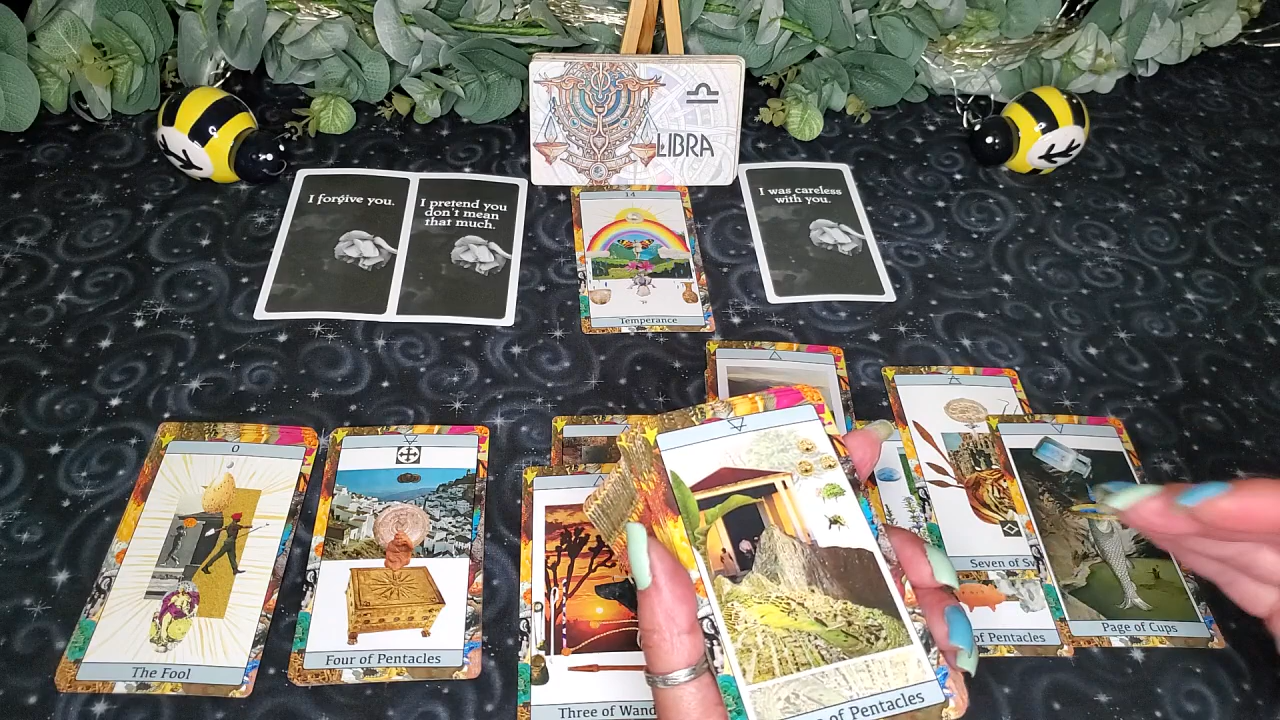 LIBRA
I forgive you.
I pretend you
don't mean
that much.
I was careless
with you.
14
Temperance
0
The Fool
Four of Pentacles
Three of Wand
of Pentacles
Seven of Sw
of Pentacles
Page of Cups